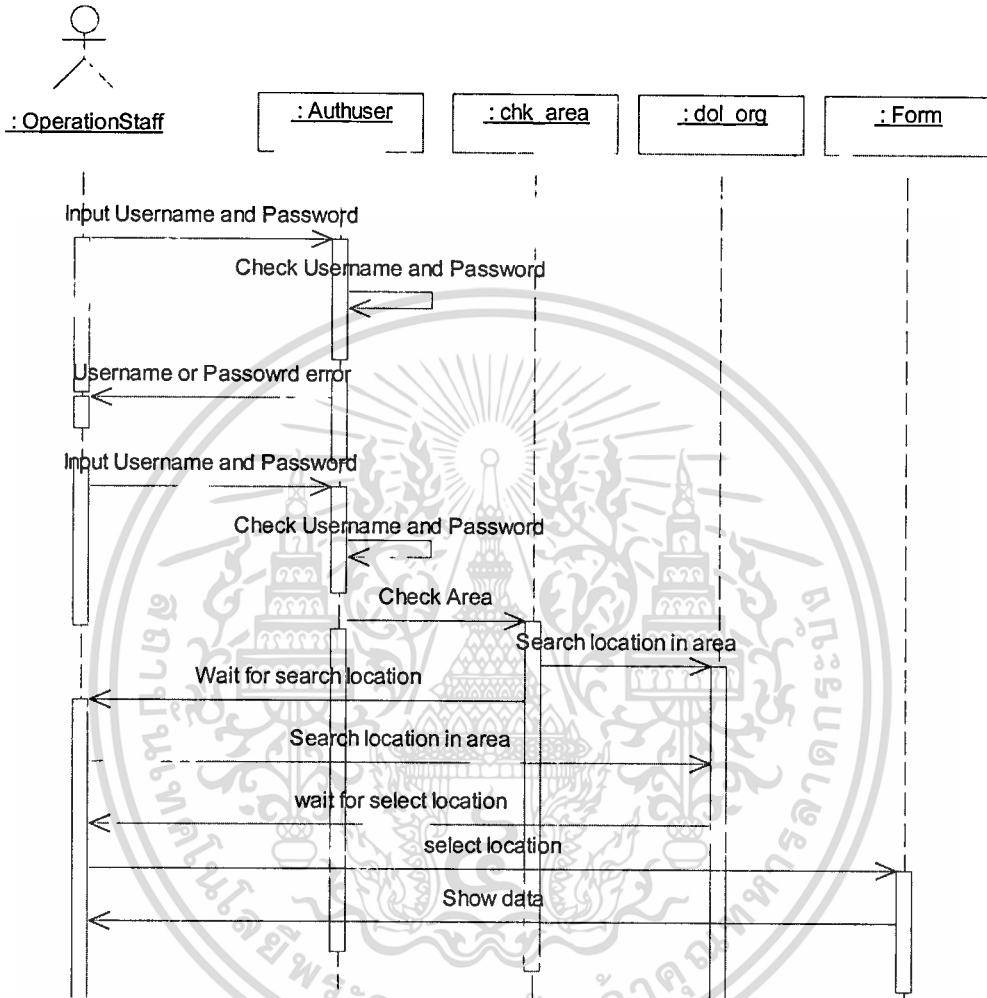 : OperationStaff
: Authuser
: chk_area
: dol_org
: Form
Input Username and Password
Check Username and Password
Username or Passowrd error
Input Username and Password
Check Username and Password
Check Area
Search location in area
Wait for search location
Search location in area
wait for select location
select location
Show data